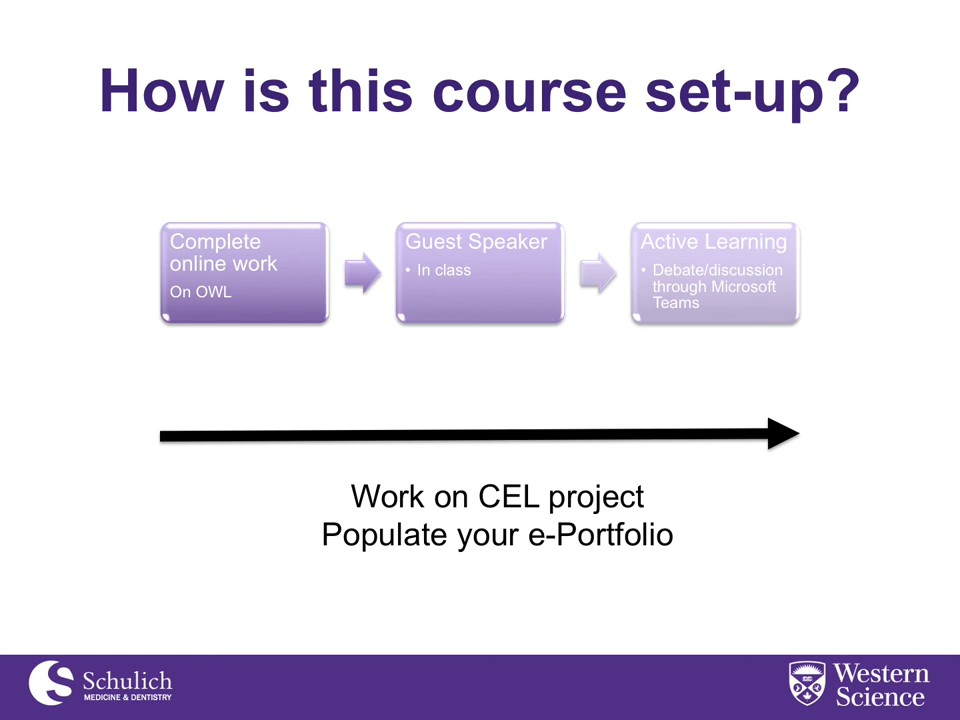 How is this course set-up?
Complete
online work
On OWL
Guest Speaker
• In class
Active Learning
• Debate/discussion
through Microsoft
Teams
Work on CEL project
Populate your e-Portfolio
Schulich
MEDICINE & DENTISTRY
Western
Science